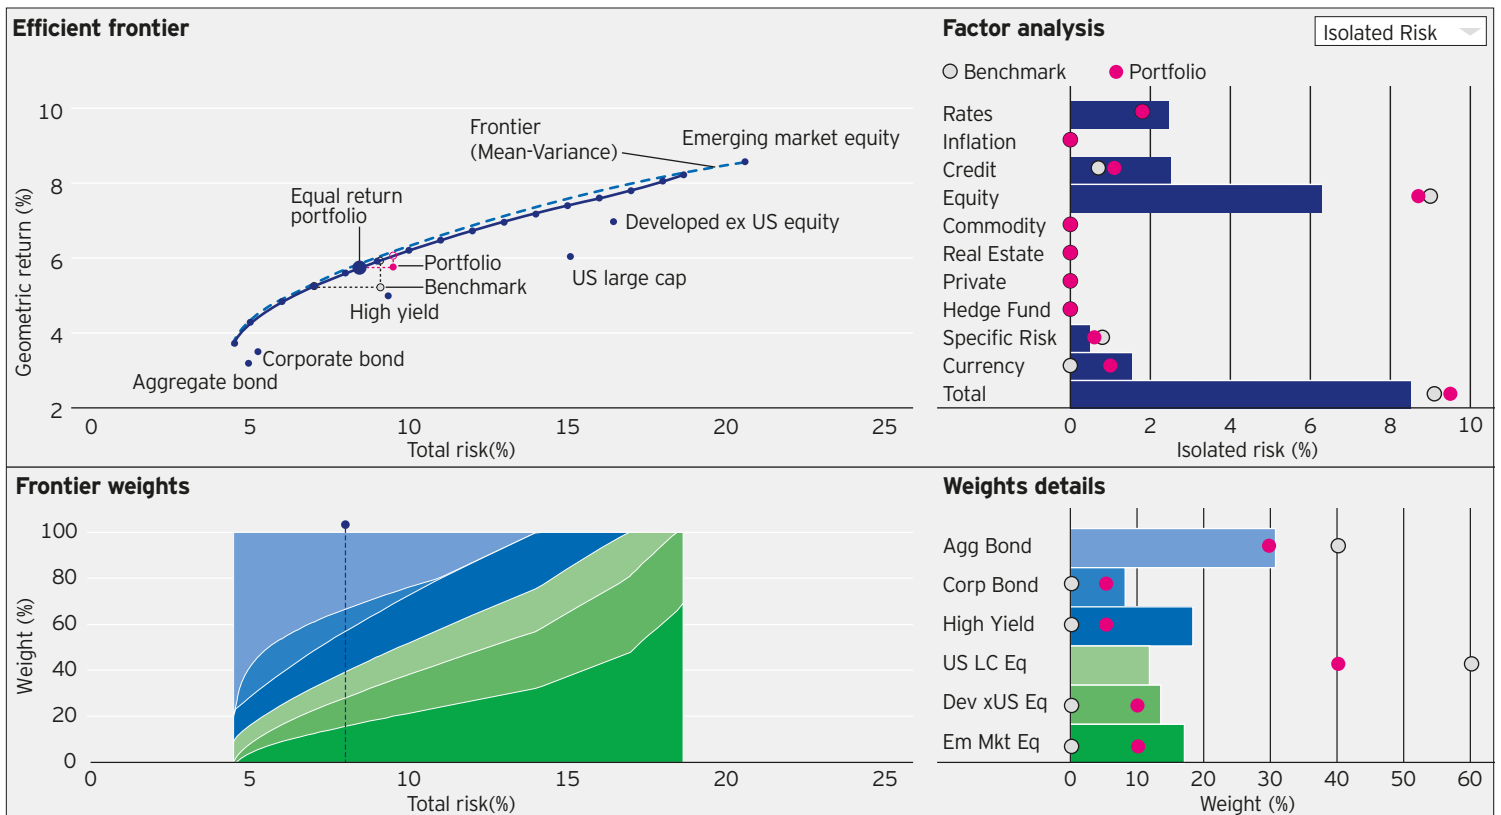 Efficient frontier
Geometric return (%)
10
8
6
4
2
0
5
10
15
20
25
Total risk(%)
Frontier
(Mean-Variance)
Emerging market equity
Equal return
portfolio
Developed ex US equity
Portfolio
US large cap
Benchmark
High yield
Corporate bond
Aggregate bond
Factor analysis
Isolated Risk
Benchmark
Portfolio
Rates
Inflation
Credit
Equity
Commodity
Real Estate
Private
Hedge Fund
Specific Risk
Currency
Total
0
2
4
6
8
10
Isolated risk (%)
Frontier weights
Weight (%)
100
80
60
40
20
0
0
5
10
15
20
25
Total risk(%)
Weights details
Agg Bond
Corp Bond
High Yield
US LC Eq
Dev xUS Eq
Em Mkt Eq
0
10
20
30
40
50
60
Weight (%)